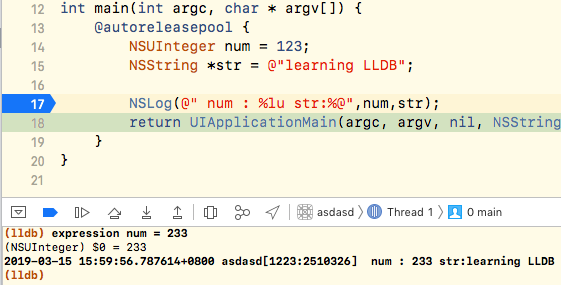 12 int main(int argc, char * argv[]) {
13 @autoreleasepool {
14 NSUInteger num = 123;
15 NSString *str = @"learning LLDB";
16
17 NSLog(@" num : %lu str:%@",num,str);
18 return UIApplicationMain(argc, argv, nil, NSString
19 }
20 }
21
asdasd Thread 1 0 main
(lldb) expression num = 233
(NSUInteger) $0 = 233
2019-03-15 15:59:56.787614+0800 asdasd[1223:2510326]  num : 233 str:learning LLDB
(lldb)